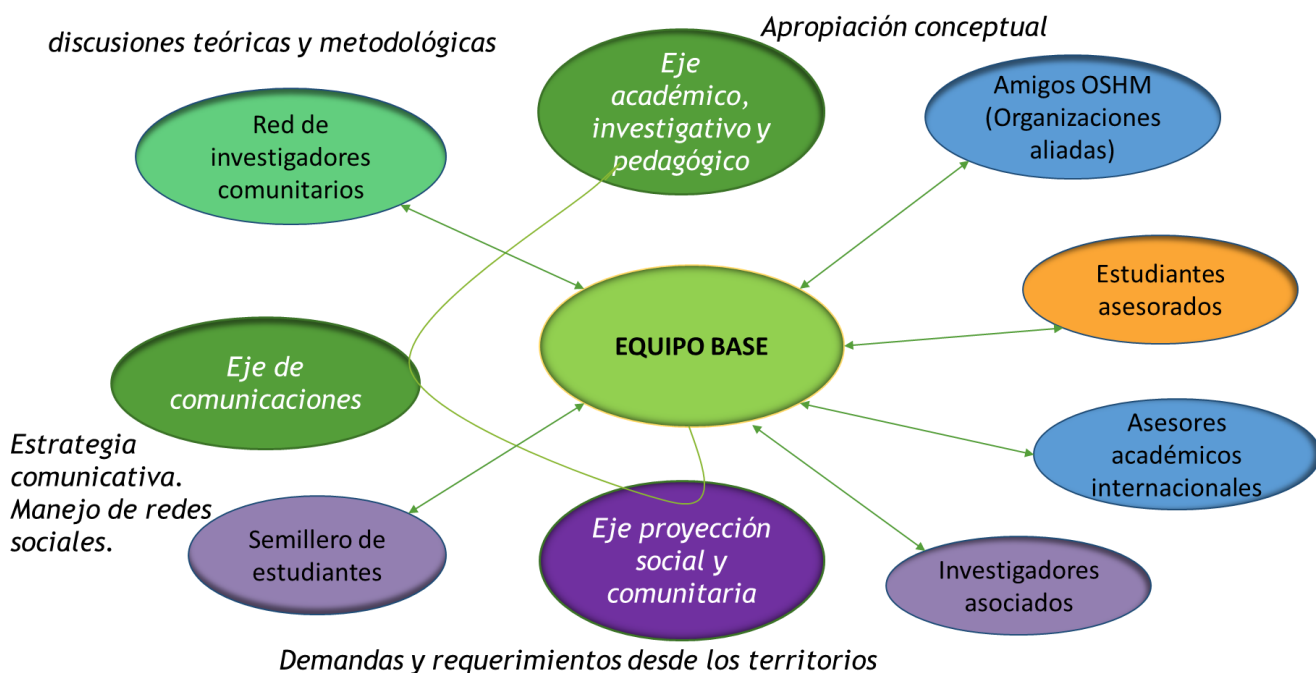 discusiones teóricas y metodológicas
Apropiación conceptual
Eje
académico,
investigativo y
pedagógico
Amigos OSHM
(Organizaciones
aliadas)
Red de
investigadores
comunitarios
Estudiantes
asesorados
EQUIPO BASE
Eje de
comunicaciones
Asesores
académicos
internacionales
Estrategia
comunicativa.
Manejo de redes
sociales.
Semillero de
estudiantes
Eje proyección
social y
comunitaria
Investigadores
asociados
Demandas y requerimientos desde los territorios